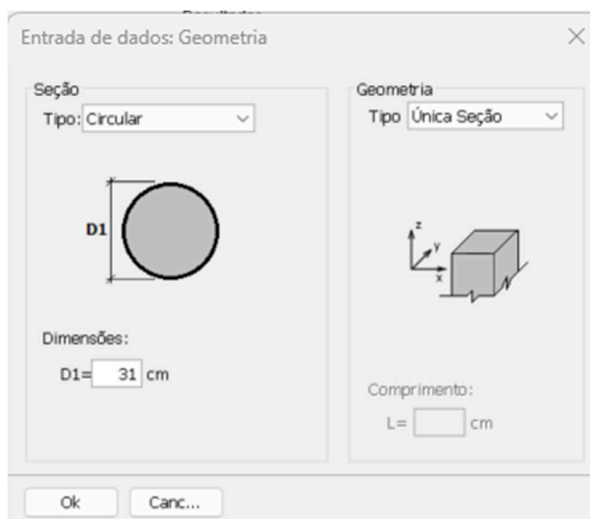 Entrada de dados: Geometria
Seção
Tipo: Circular
D1
Dimensões:
D1= 31 cm
Geometria
Tipo Única Seção
z
y
x
Comprimento:
L= cm
Ok Canc...